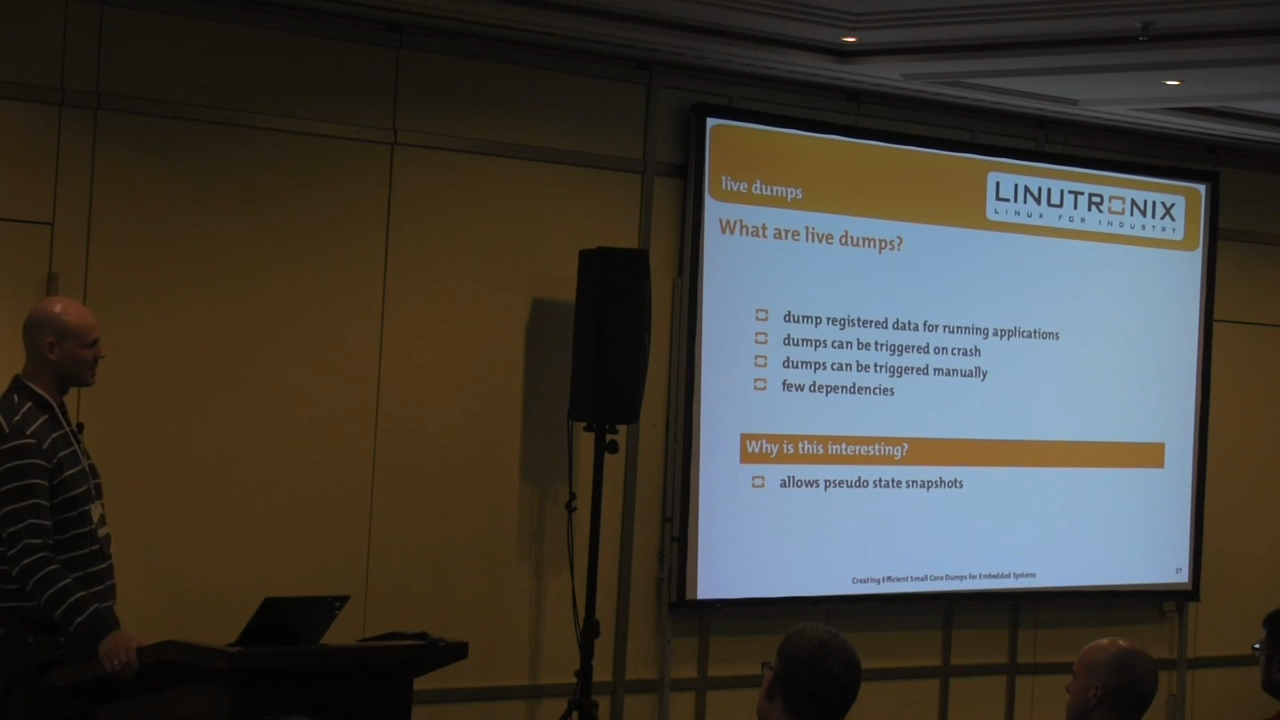 live dumps
LINUTRONIX
LINUX FOR INDUSTRY
What are live dumps?
dump registered data for running applications
dumps can be triggered on crash
dumps can be triggered manually
few dependencies
Why is this interesting?
allows pseudo state snapshots
Creating Efficient Small Core Dumps for Embedded Systems
27